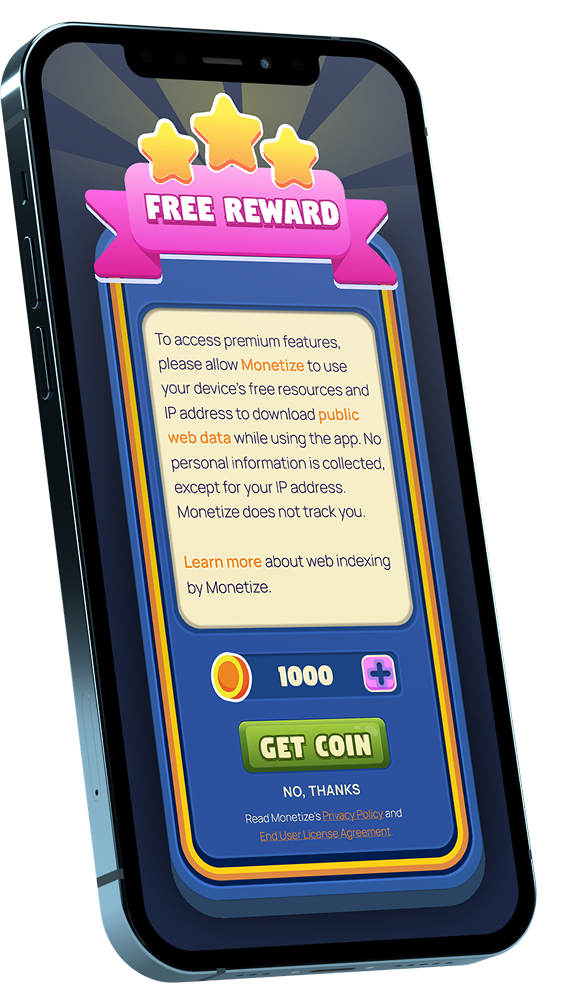 FREE REWARD
To access premium features,
please allow Monetize to use
your device's free resources and
IP address to download public
web data while using the app. No
personal information is collected,
except for your IP address.
Monetize does not track you.
Learn more about web indexing
by Monetize.
1000
GET COIN
NO, THANKS
Read Monetize's Privacy Policy and
End User License Agreement